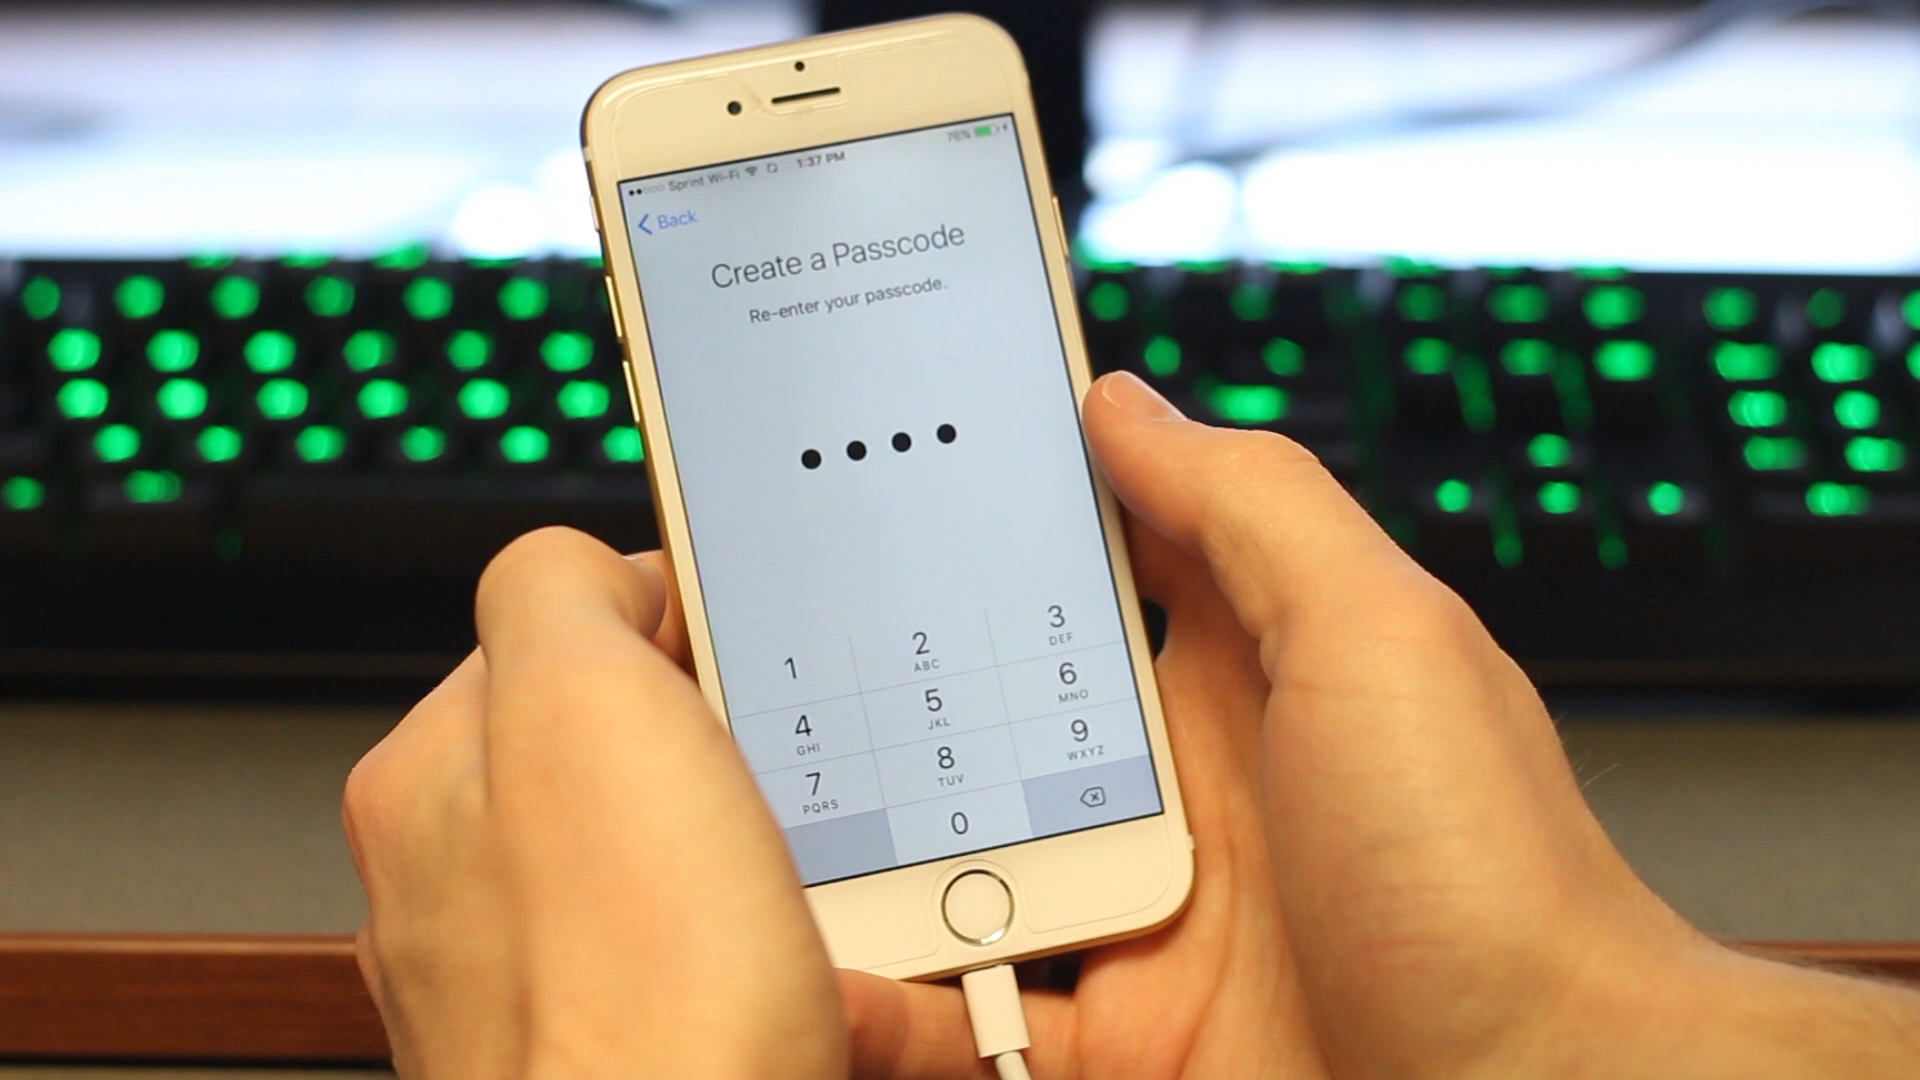 Sprint Wi-Fi 1:37 PM 76%
Back
Create a Passcode
Re-enter your passcode.
1 2 3
ABC DEF
4 5 6
GHI JKL MNO
7 8 9
PQRS TUV WXYZ
0